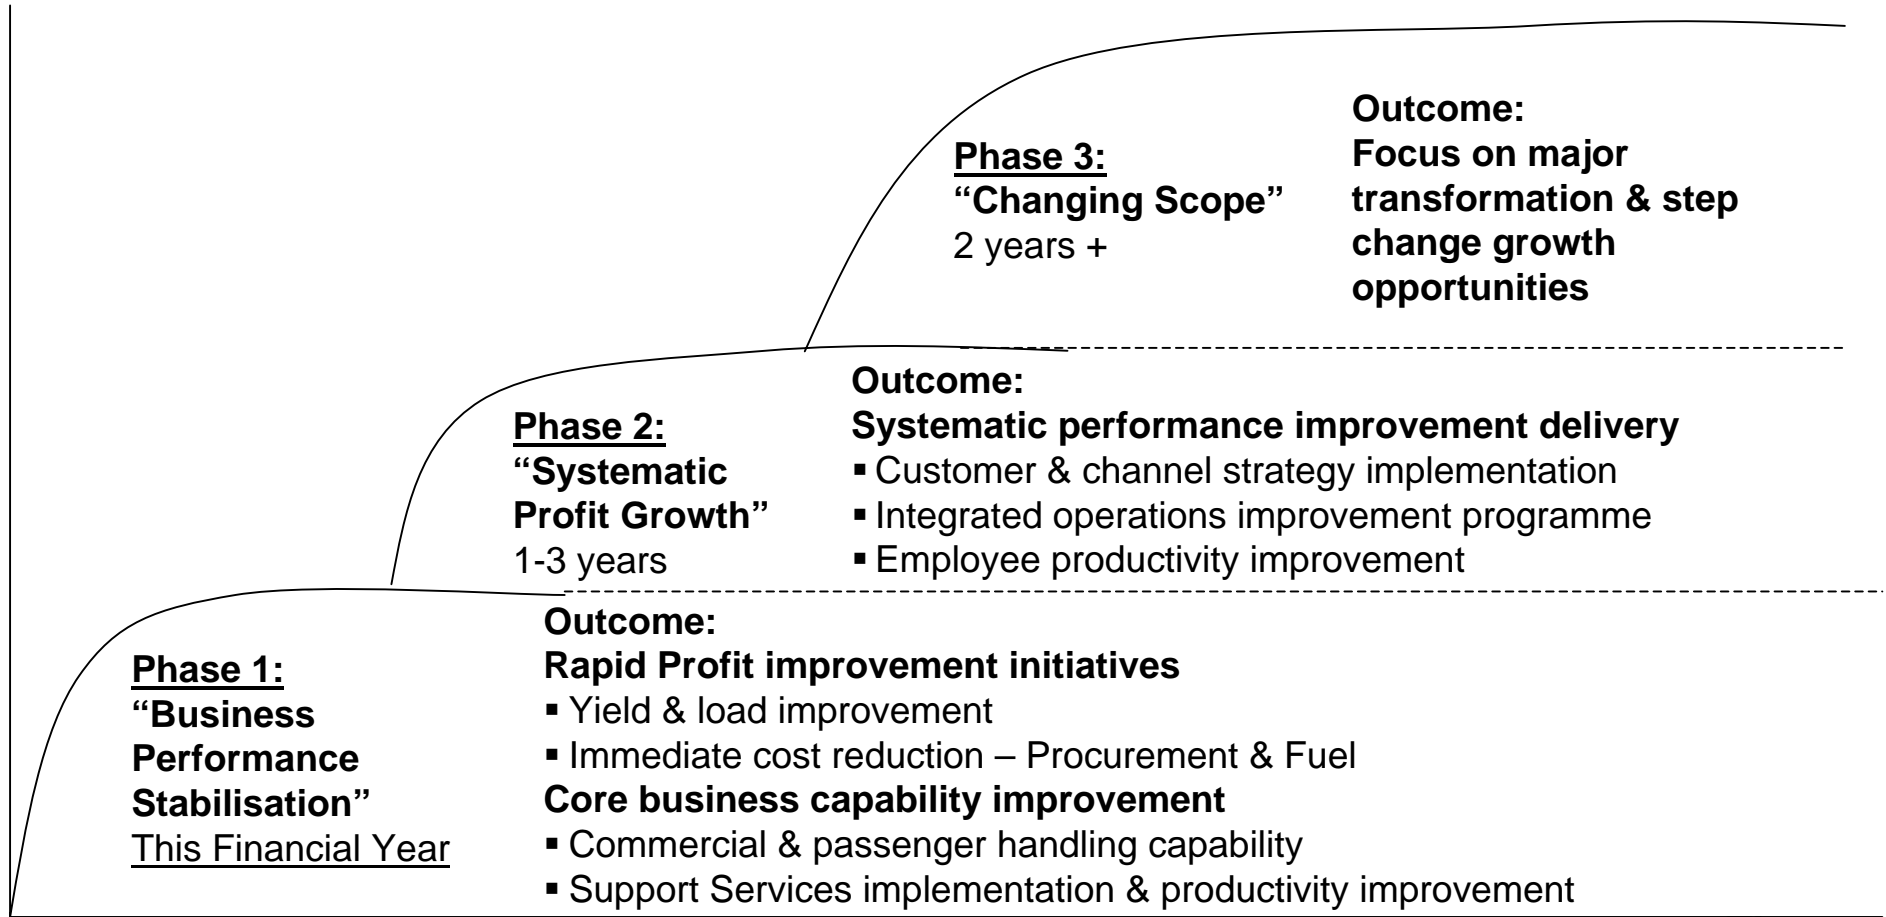 Outcome:
Focus on major
transformation & step
change growth
opportunities
Phase 3:
“Changing Scope”
2 years +
Outcome:
Systematic performance improvement delivery
▪ Customer & channel strategy implementation
▪ Integrated operations improvement programme
▪ Employee productivity improvement
Phase 2:
“Systematic
Profit Growth”
1-3 years
Outcome:
Rapid Profit improvement initiatives
▪ Yield & load improvement
▪ Immediate cost reduction – Procurement & Fuel
Core business capability improvement
▪ Commercial & passenger handling capability
▪ Support Services implementation & productivity improvement
Phase 1:
“Business
Performance
Stabilisation”
This Financial Year